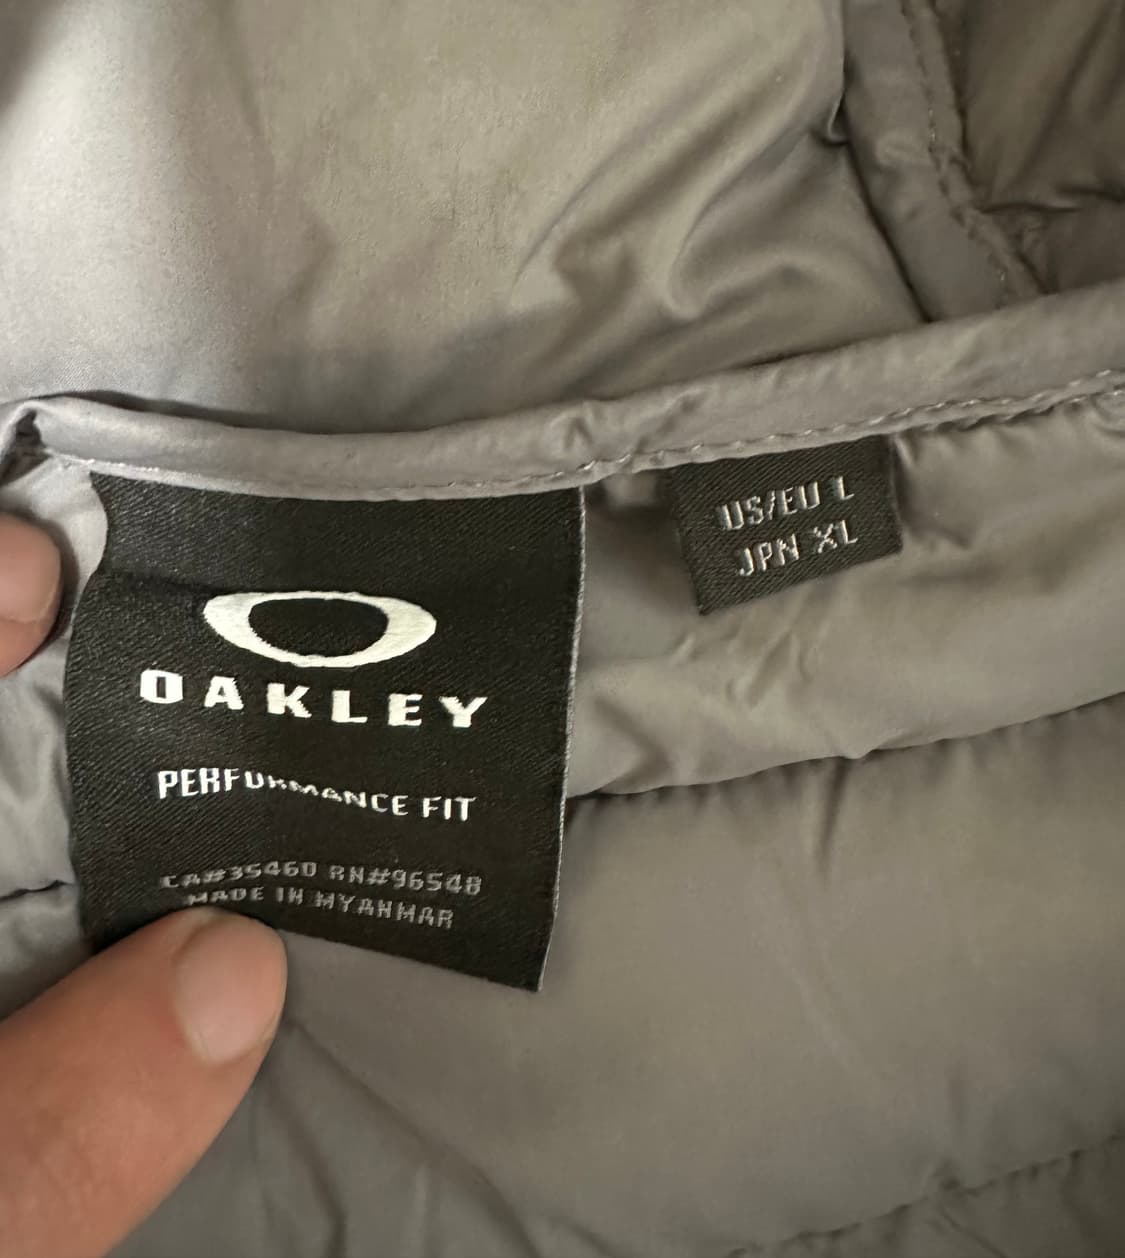 OAKLEY
PERFORMANCE FIT
CA#35460 RN#96548
MADE IN MYANMAR
US/EU L
JPN XL